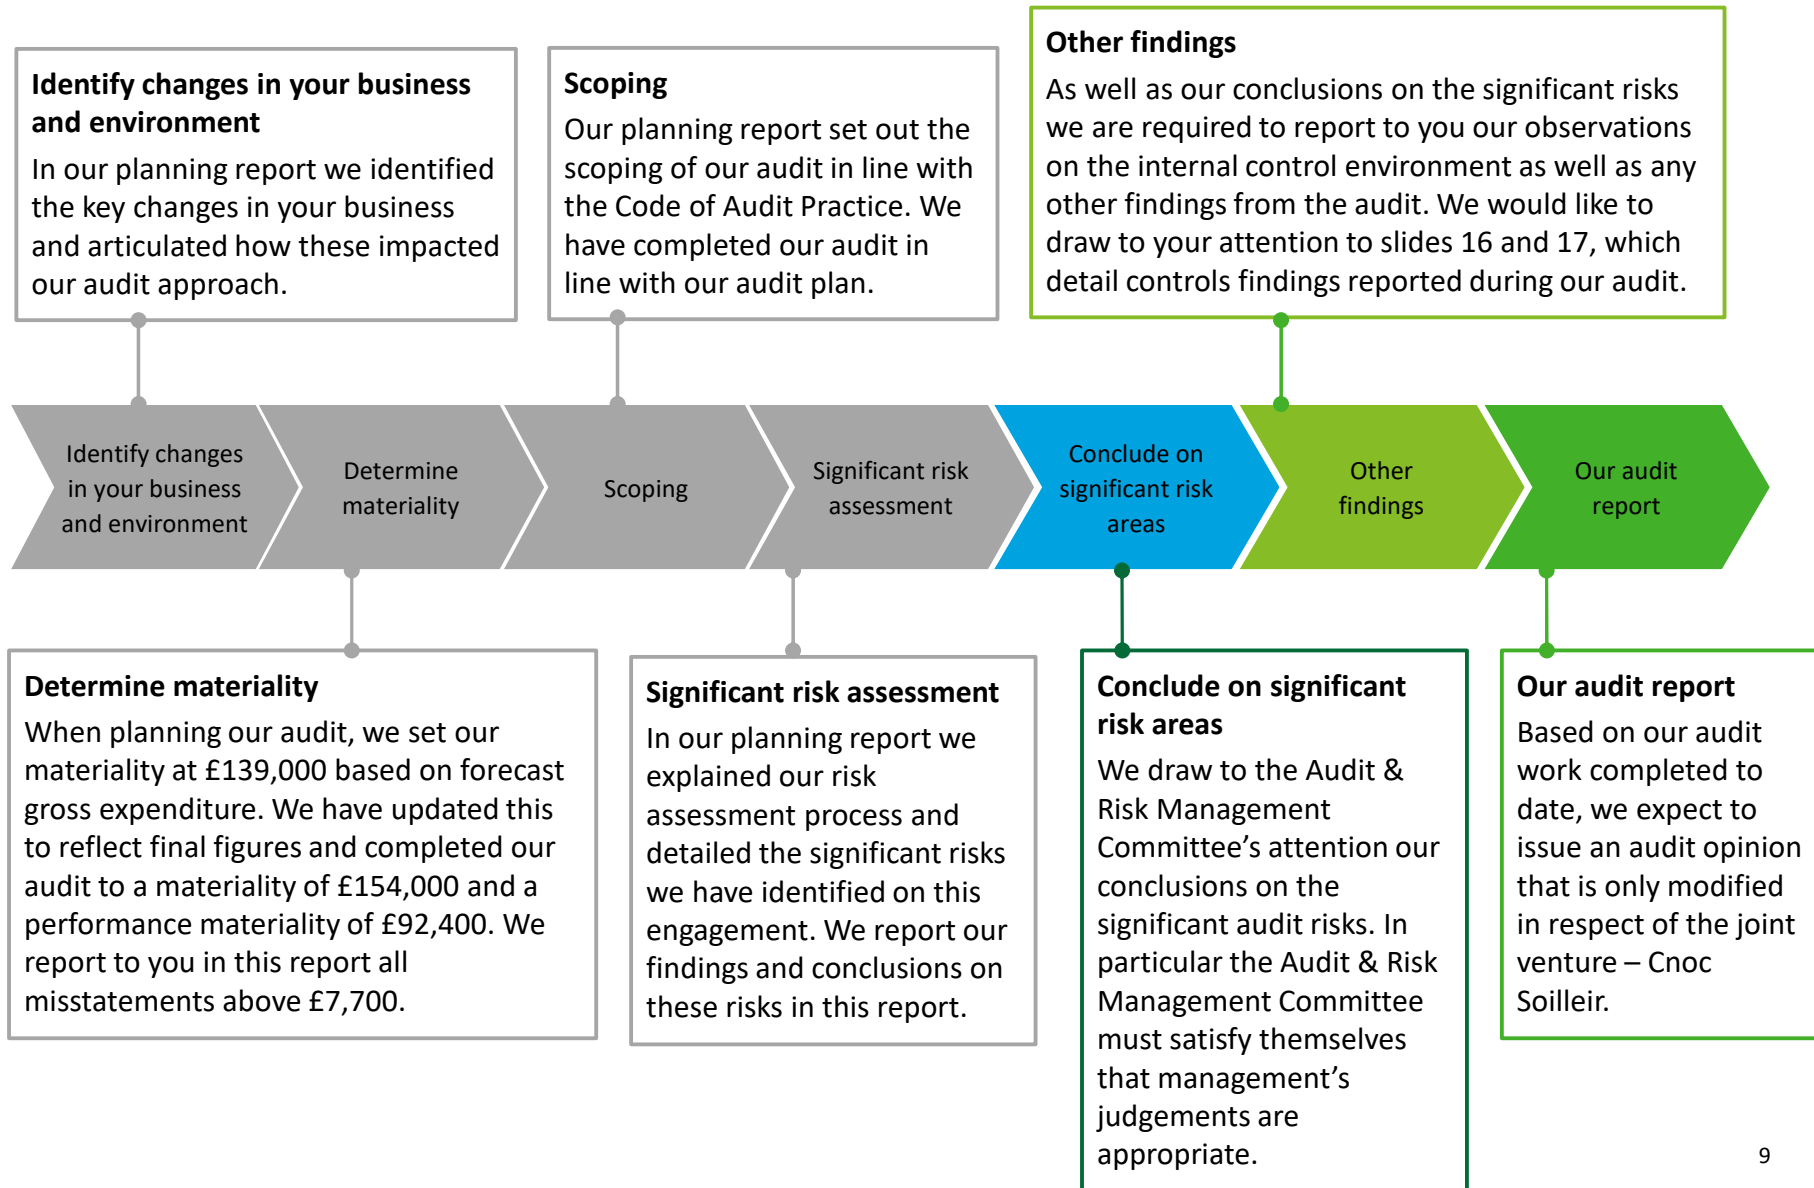 Identify changes in your business
and environment
In our planning report we identified
the key changes in your business
and articulated how these impacted
our audit approach.
Scoping
Our planning report set out the
scoping of our audit in line with
the Code of Audit Practice. We
have completed our audit in
line with our audit plan.
Other findings
As well as our conclusions on the significant risks
we are required to report to you our observations
on the internal control environment as well as any
other findings from the audit. We would like to
draw to your attention to slides 16 and 17, which
detail controls findings reported during our audit.
Identify changes
in your business
and environment
Determine
materiality
Scoping
Significant risk
assessment
Conclude on
significant risk
areas
Other
findings
Our audit
report
Determine materiality
When planning our audit, we set our
materiality at £139,000 based on forecast
gross expenditure. We have updated this
to reflect final figures and completed our
audit to a materiality of £154,000 and a
performance materiality of £92,400. We
report to you in this report all
misstatements above £7,700.
Significant risk assessment
In our planning report we
explained our risk
assessment process and
detailed the significant risks
we have identified on this
engagement. We report our
findings and conclusions on
these risks in this report.
Conclude on significant
risk areas
We draw to the Audit &
Risk Management
Committee’s attention our
conclusions on the
significant audit risks. In
particular the Audit & Risk
Management Committee
must satisfy themselves
that management’s
judgements are
appropriate.
Our audit report
Based on our audit
work completed to
date, we expect to
issue an audit opinion
that is only modified
in respect of the joint
venture – Cnoc
Soilleir.
9